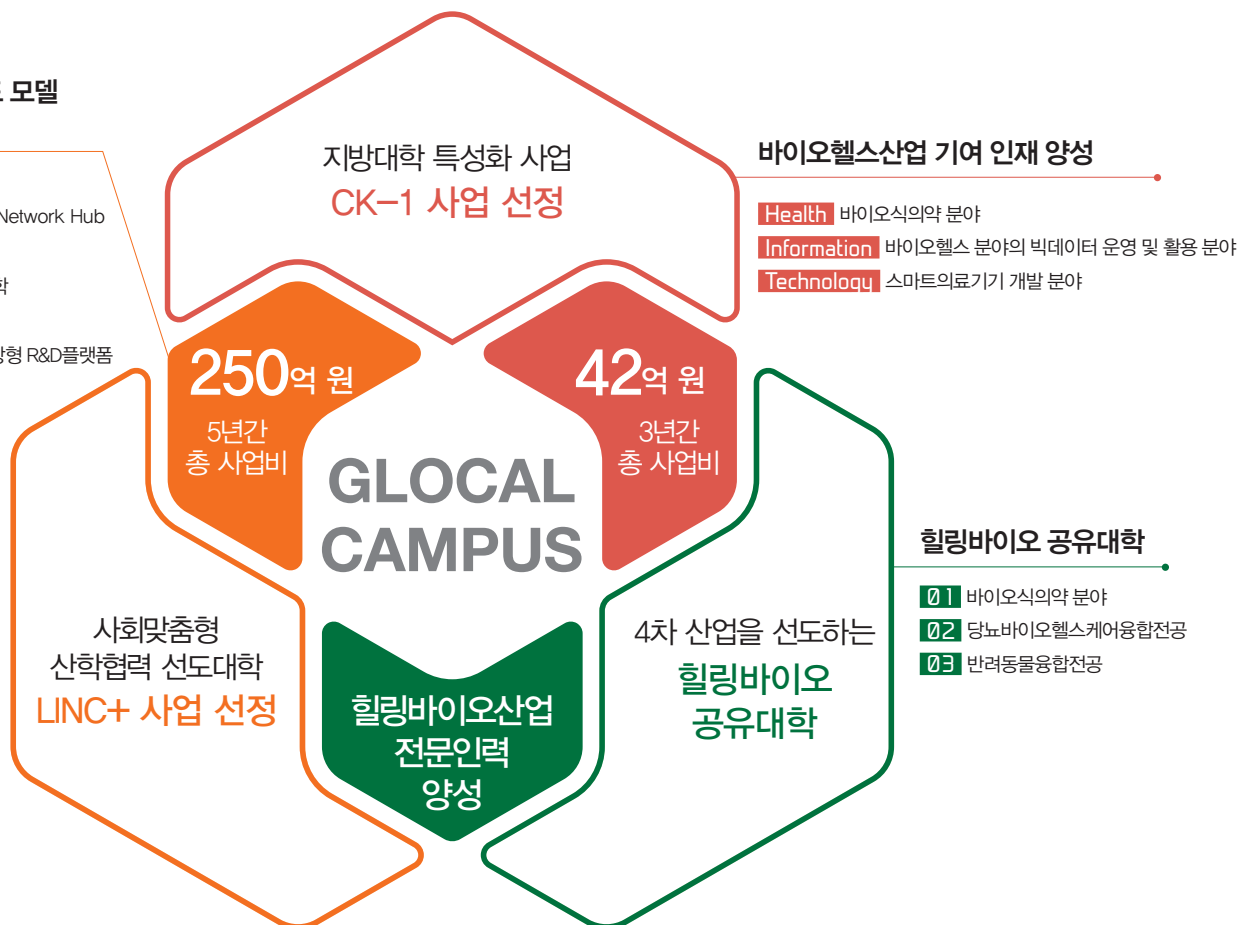 모델
Network Hub
R&D플랫폼
지방대학 특성화 사업
CK-1 사업 선정
바이오헬스산업 기여 인재 양성
Health 바이오식의약 분야
Information 바이오헬스 분야의 빅데이터 운영 및 활용 분야
Technology 스마트의료기기 개발 분야
250억 원
5년간
총 사업비
42억 원
3년간
총 사업비
GLOCAL
CAMPUS
사회맞춤형
산학협력 선도대학
LINC+ 사업 선정
힐링바이오산업
전문인력
양성
4차 산업을 선도하는
힐링바이오
공유대학
힐링바이오 공유대학
01 바이오식의약 분야
02 당뇨바이오헬스케어융합전공
03 반려동물융합전공